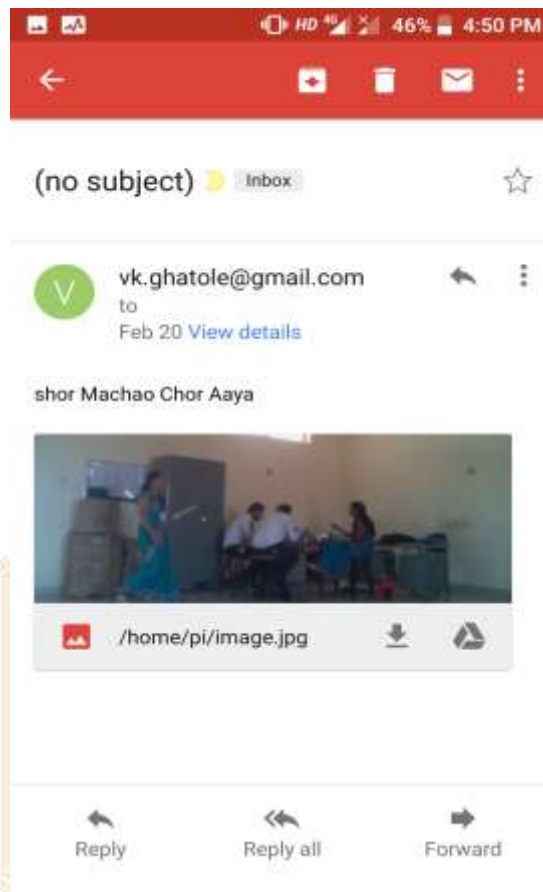 HD 4G 46% 4:50 PM
(no subject) Inbox
V
vk.ghatole@gmail.com
to
Feb 20 View details
shor Machao Chor Aaya
/home/pi/image.jpg
Reply Reply all Forward